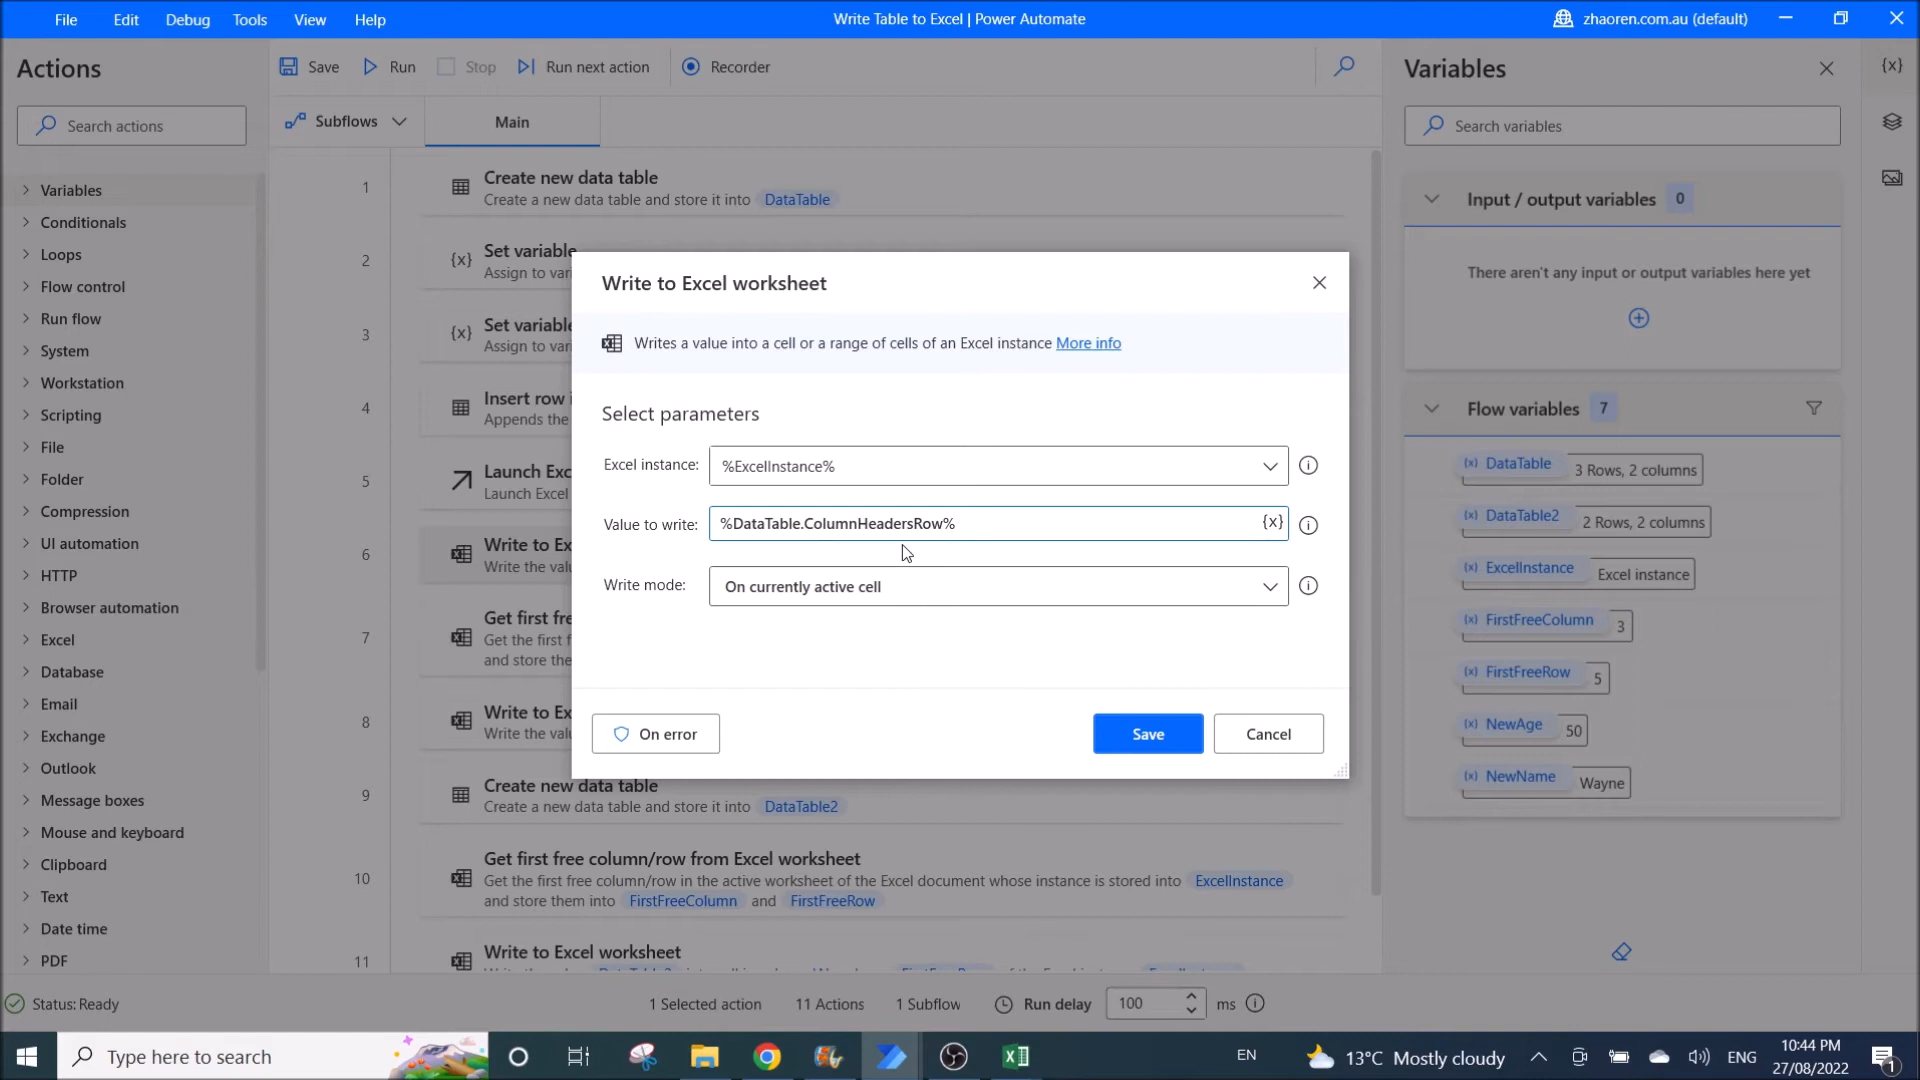 File Edit Debug Tools View Help
Write Table to Excel | Power Automate
zhaoren.com.au (default)
Actions
Search actions
Variables
Conditionals
Loops
Flow control
Run flow
System
Workstation
Scripting
File
Folder
Compression
UI automation
HTTP
Browser automation
Excel
Database
Email
Exchange
Outlook
Message boxes
Mouse and keyboard
Clipboard
Text
Date time
PDF
Save Run Stop Run next action Recorder
Subflows Main
1 Create new data table
Create a new data table and store it into DataTable
2 {x} Set variable
Assign to var
3 {x} Set variable
Assign to var
4 Insert row i
Appends the
5 Launch Exc
Launch Excel
6 Write to Ex
Write the valu
7 Get first fre
Get the first f
and store the
8 Write to Ex
Write the valu
9 Create new data table
Create a new data table and store it into DataTable2
10 Get first free column/row from Excel worksheet
Get the first free column/row in the active worksheet of the Excel document whose instance is stored into ExcelInstance
and store them into FirstFreeColumn and FirstFreeRow
11 Write to Excel worksheet
Write to Excel worksheet
Writes a value into a cell or a range of cells of an Excel instance More info
Select parameters
Excel instance: %ExcelInstance%
Value to write: %DataTable.ColumnHeadersRow% {x}
Write mode: On currently active cell
On error Save Cancel
Variables
{x}
Search variables
Input / output variables 0
There aren't any input or output variables here yet
Flow variables 7
(x) DataTable 3 Rows, 2 columns
(x) DataTable2 2 Rows, 2 columns
(x) ExcelInstance Excel instance
(x) FirstFreeColumn 3
(x) FirstFreeRow 5
(x) NewAge 50
(x) NewName Wayne
Status: Ready 1 Selected action 11 Actions 1 Subflow Run delay 100 ms
Type here to search
EN
13°C Mostly cloudy
ENG
10:44 PM
27/08/2022
1